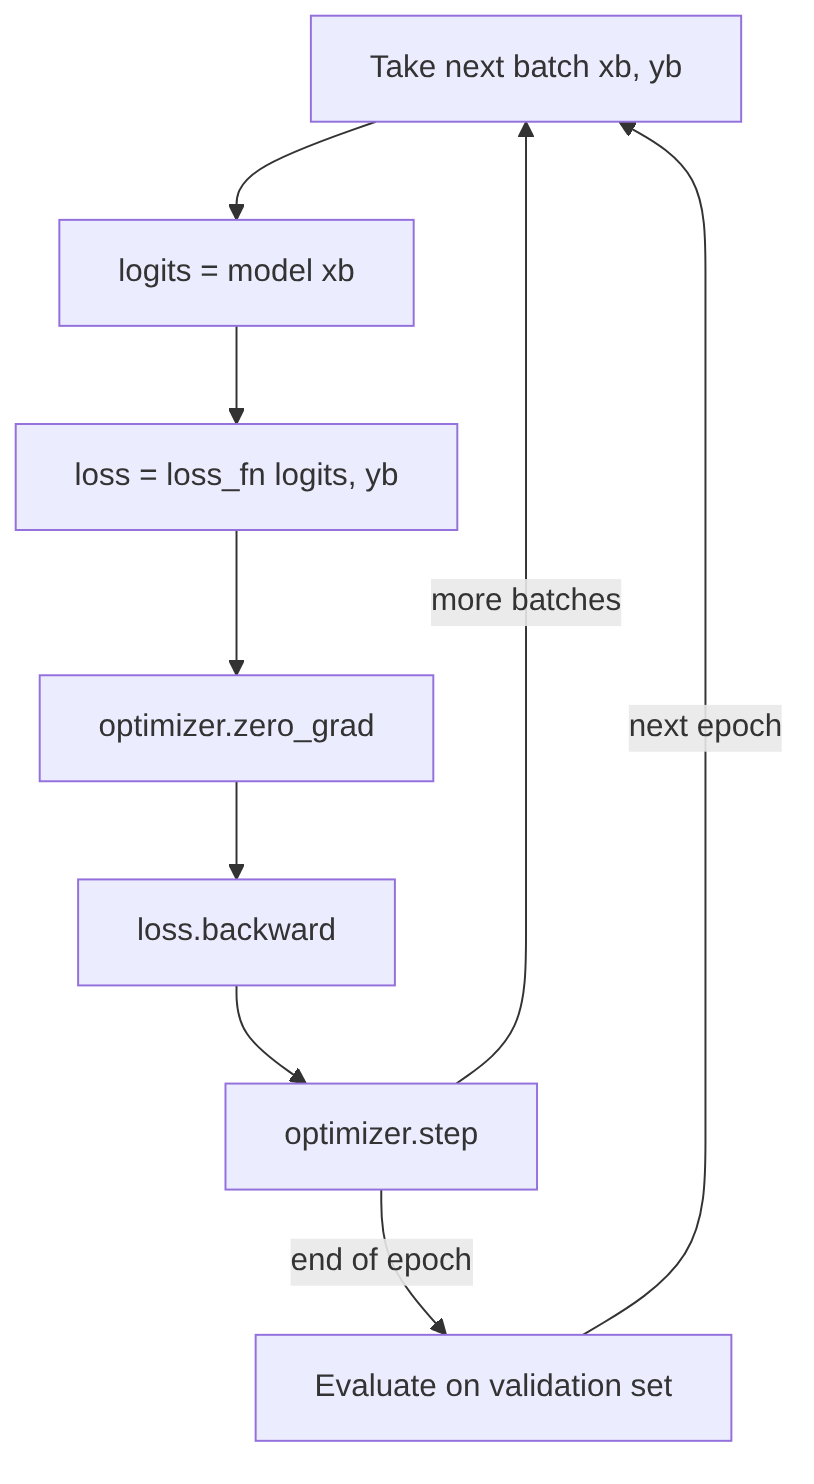 Take next batch xb, yb
logits = model xb
loss = loss_fn logits, yb
more batches
optimizer.zero_grad
next epoch
loss.backward
optimizer.step
end of epoch
Evaluate on validation set